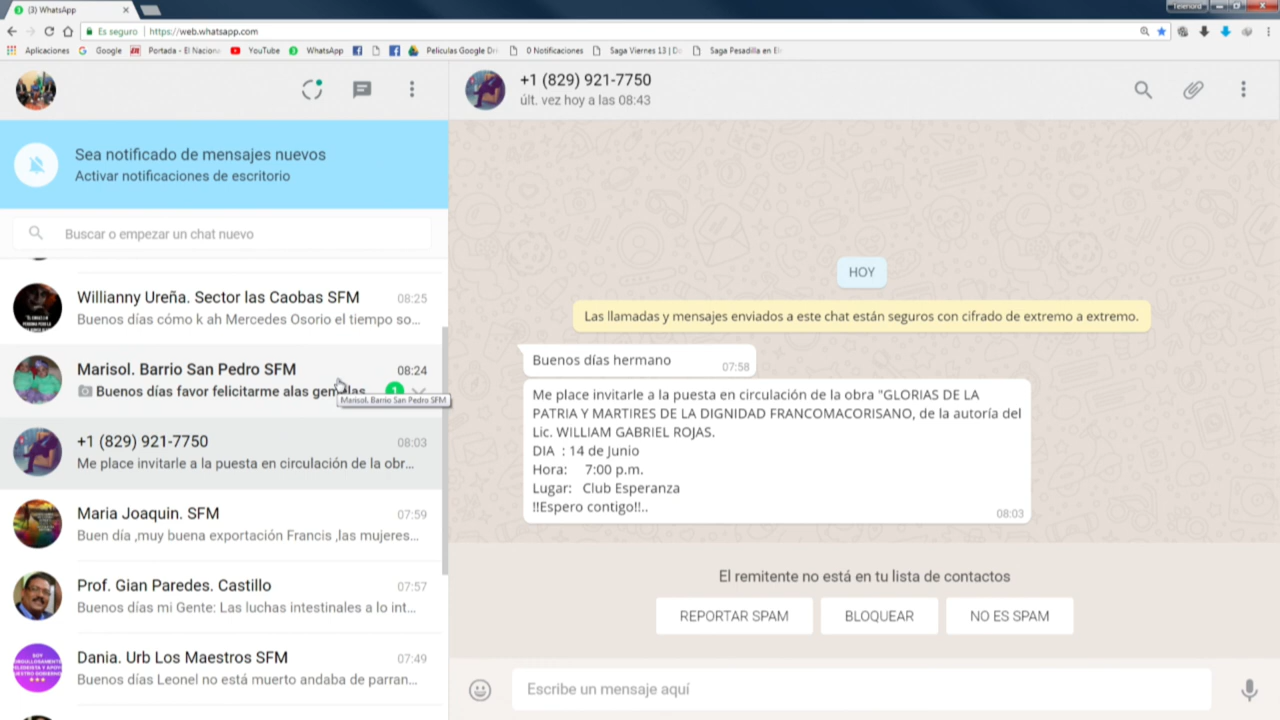 (3) WhatsApp
Telenord
Es seguro | https://web.whatsapp.com
Aplicaciones Google Portada - El Naciona YouTube WhatsApp Peliculas Google Dri 0 Notificaciones Saga Viernes 13 | D Saga Pesadilla en El
+1 (829) 921-7750
últ. vez hoy a las 08:43
Sea notificado de mensajes nuevos
Activar notificaciones de escritorio
Buscar o empezar un chat nuevo
Willianny Ureña. Sector las Caobas SFM 08:25
Buenos días cómo k ah Mercedes Osorio el tiempo so...
Marisol. Barrio San Pedro SFM 08:24
Buenos días favor felicitarme alas gemelas 1
Marisol. Barrio San Pedro SFM
+1 (829) 921-7750 08:03
Me place invitarle a la puesta en circulación de la obr...
Maria Joaquin. SFM 07:59
Buen día ,muy buena exportación Francis ,las mujeres...
Prof. Gian Paredes. Castillo 07:57
Buenos días mi Gente: Las luchas intestinales a lo int...
Dania. Urb Los Maestros SFM 07:49
Buenos días Leonel no está muerto andaba de parran...
HOY
Las llamadas y mensajes enviados a este chat están seguros con cifrado de extremo a extremo.
Buenos días hermano
07:58
Me place invitarle a la puesta en circulación de la obra "GLORIAS DE LA
PATRIA Y MARTIRES DE LA DIGNIDAD FRANCOMACORISANO, de la autoría del
Lic. WILLIAM GABRIEL ROJAS.
DIA : 14 de Junio
Hora: 7:00 p.m.
Lugar: Club Esperanza
!!Espero contigo!!..
08:03
El remitente no está en tu lista de contactos
REPORTAR SPAM BLOQUEAR NO ES SPAM
Escribe un mensaje aquí